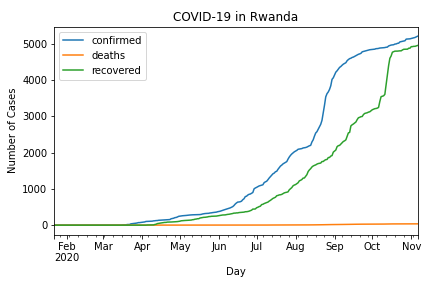 COVID-19 in Rwanda
confirmed
deaths
recovered
Number of Cases
5000
4000
3000
2000
1000
0
Feb Mar Apr May Jun Jul Aug Sep Oct Nov
2020
Day